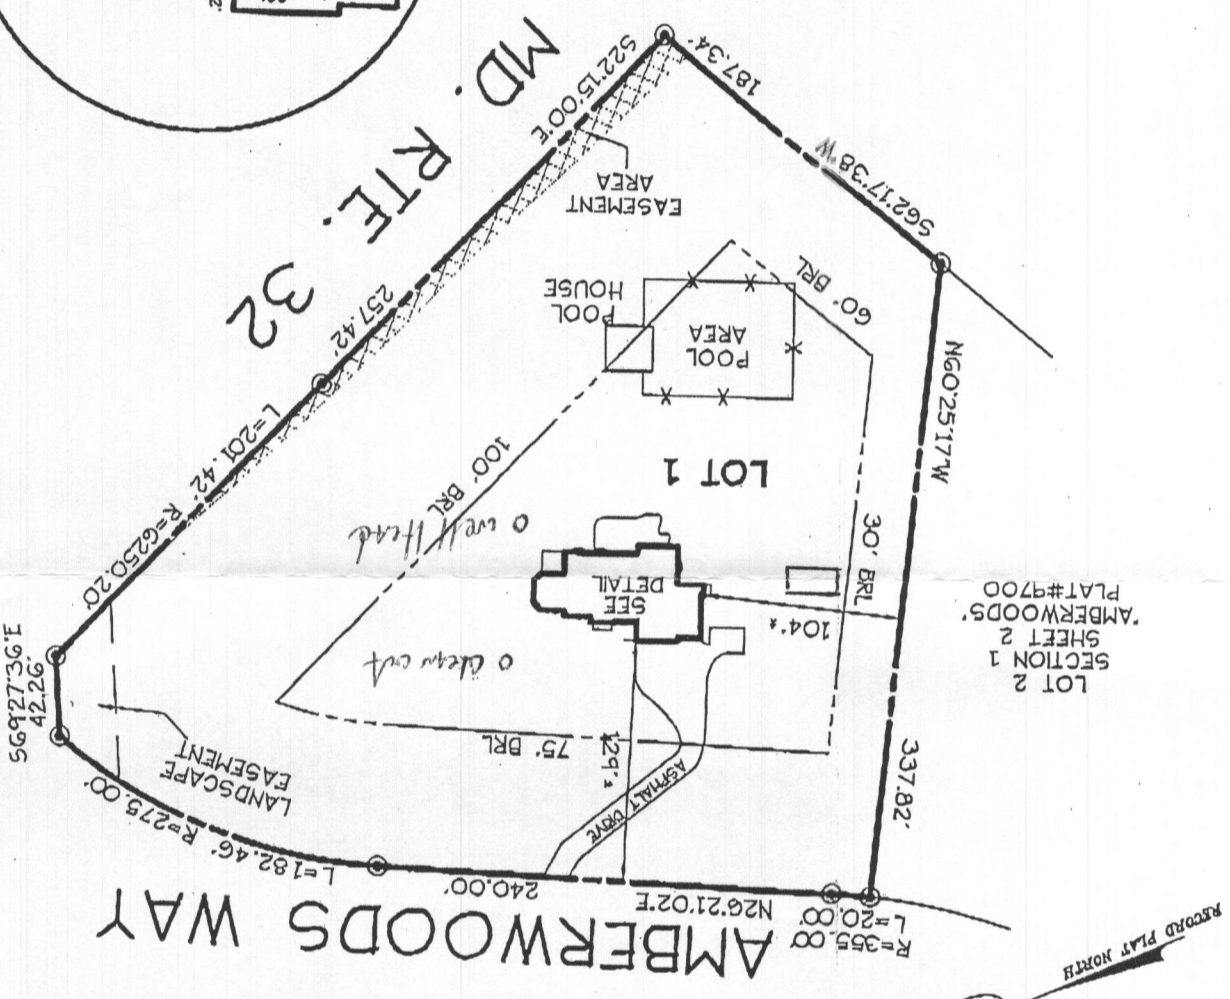 AMBERWOODS WAY
R=355.00'
L=20.00'
N26°21'02"E
240.00'
L=182.46'
R=275.00'
LANDSCAPE
EASEMENT
S69°27'36"E
42.26'
ASPHALT DRIVE
129'±
75' BRL
337.82'
LOT 2
SECTION 1
SHEET 2
"AMBERWOODS"
PLAT#9700
104'±
30' BRL
SEE
DETAIL
o
o well Head
100' BRL
R=6250.20'
L=201.42'
LOT 1
N60°25'17"W
POOL
AREA
POOL
HOUSE
60' BRL
257.42'
MD. RTE. 32
EASEMENT
AREA
S62°17'38"W
187.34'
S22°15'00"E
RECORD PLAT NORTH